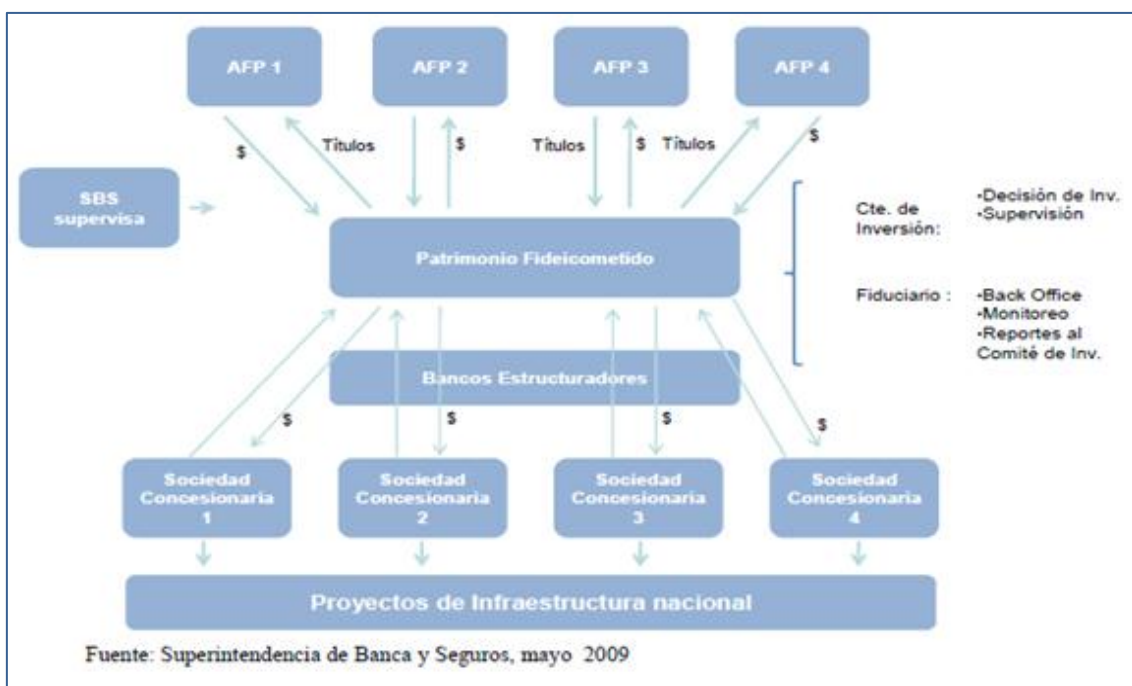 AFP 1
AFP 2
AFP 3
AFP 4
$
Títulos
$
Títulos
$
Títulos
$
SBS
supervisa
Patrimonio Fideicometido
Cte. de
Inversión:
•Decisión de Inv.
•Supervisión
Fiduciario :
•Back Office
•Monitoreo
•Reportes al
Comité de Inv.
Bancos Estructuradores
$
$
$
$
Sociedad
Concesionaria
1
Sociedad
Concesionaria
2
Sociedad
Concesionaria
3
Sociedad
Concesionaria
4
Proyectos de Infraestructura nacional
Fuente: Superintendencia de Banca y Seguros, mayo 2009